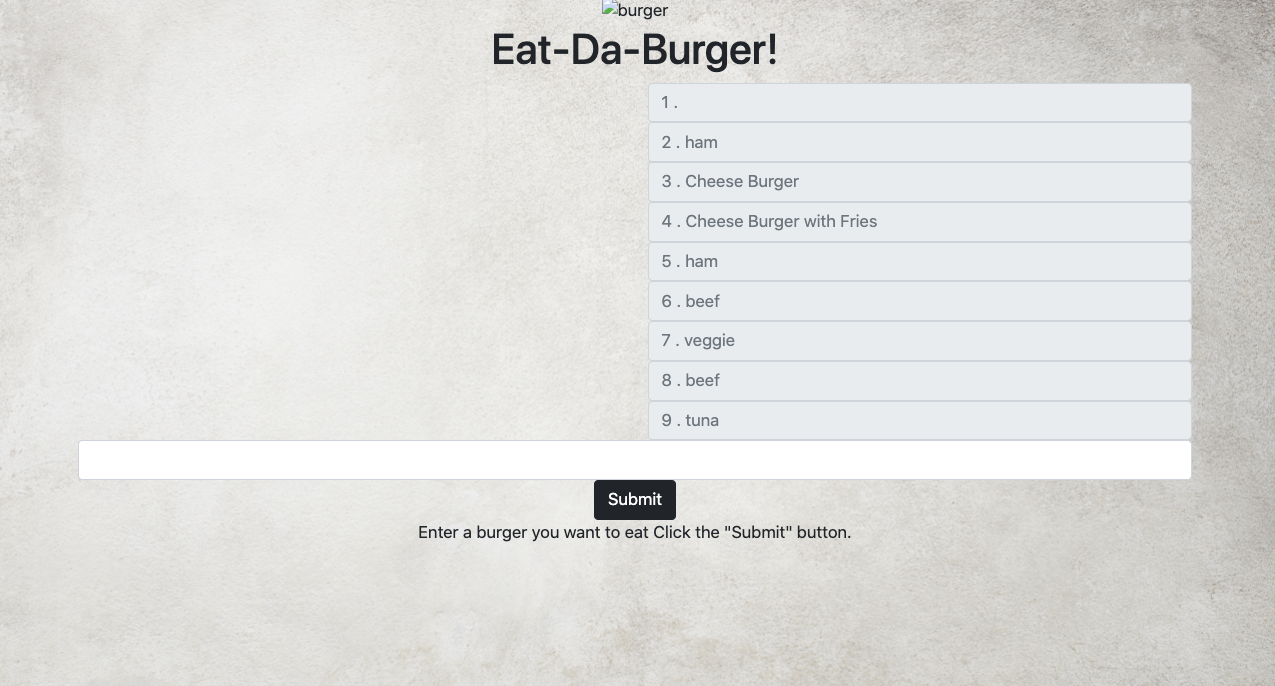 burger
Eat-Da-Burger!
1 .
2 . ham
3 . Cheese Burger
4 . Cheese Burger with Fries
5 . ham
6 . beef
7 . veggie
8 . beef
9 . tuna
Submit
Enter a burger you want to eat Click the "Submit" button.